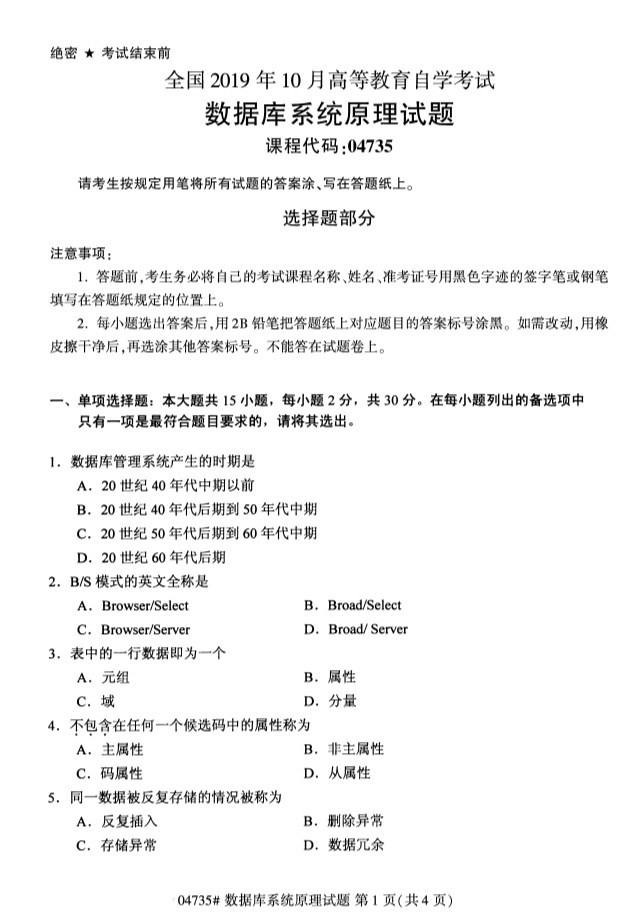 绝密 ★ 考试结束前
全国 2019 年 10 月高等教育自学考试
数据库系统原理试题
课程代码:04735
请考生按规定用笔将所有试题的答案涂、写在答题纸上。
选择题部分
注意事项：
1. 答题前,考生务必将自己的考试课程名称、姓名、准考证号用黑色字迹的签字笔或钢笔
填写在答题纸规定的位置上。
2. 每小题选出答案后,用 2B 铅笔把答题纸上对应题目的答案标号涂黑。如需改动,用橡
皮擦干净后,再选涂其他答案标号。不能答在试题卷上。
一、单项选择题：本大题共 15 小题，每小题 2 分，共 30 分。在每小题列出的备选项中
只有一项是最符合题目要求的，请将其选出。
1．数据库管理系统产生的时期是
A．20 世纪 40 年代中期以前
B．20 世纪 40 年代后期到 50 年代中期
C．20 世纪 50 年代后期到 60 年代中期
D．20 世纪 60 年代后期
2．B/S 模式的英文全称是
A．Browser/Select B．Broad/Select
C．Browser/Server D．Broad/ Server
3．表中的一行数据即为一个
A．元组 B．属性
C．域 D．分量
4．不包含在任何一个候选码中的属性称为
A．主属性 B．非主属性
C．码属性 D．从属性
5．同一数据被反复存储的情况被称为
A．反复插入 B．删除异常
C．存储异常 D．数据冗余
04735# 数据库系统原理试题 第 1 页(共 4 页)